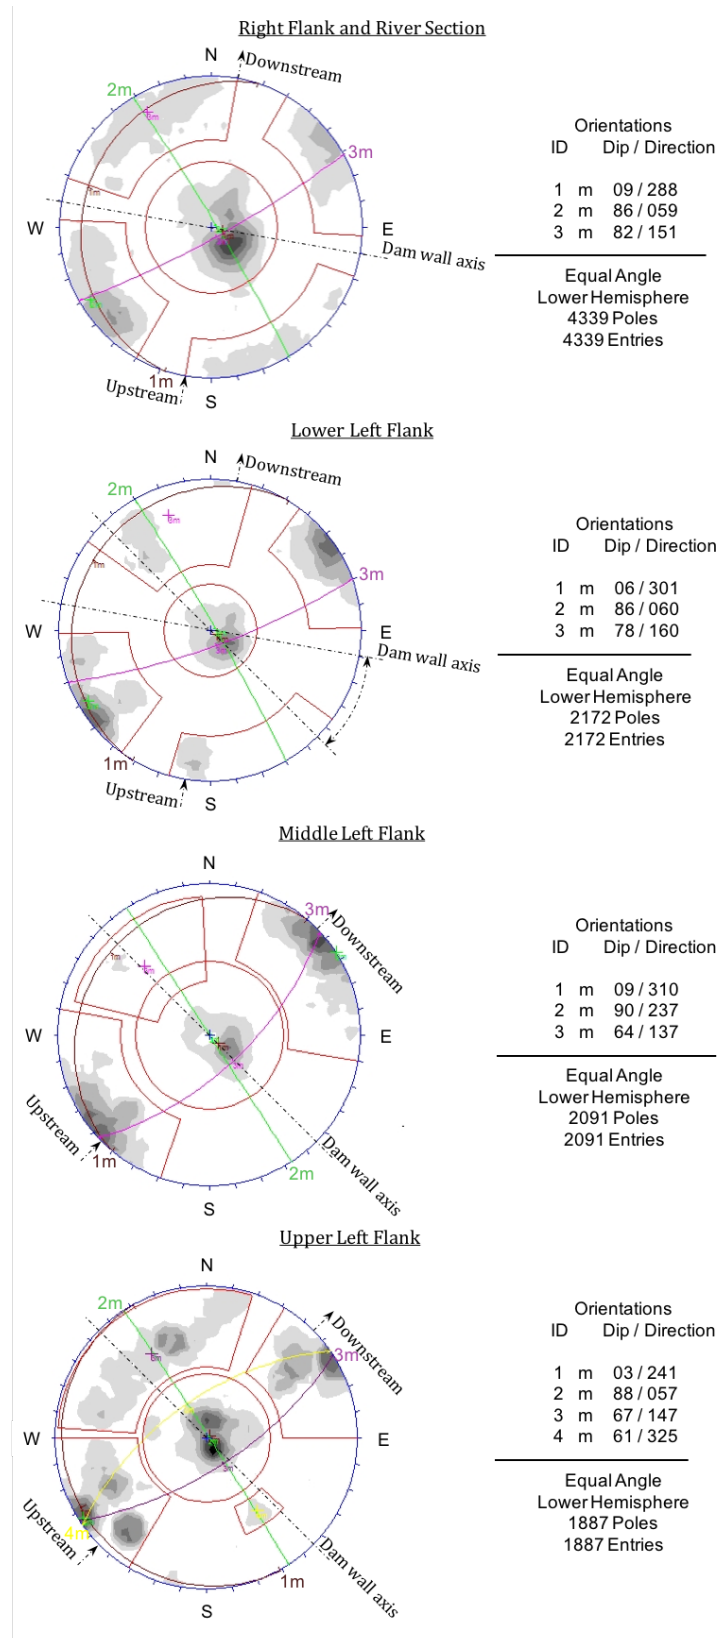 Right Flank and River Section
N
Downstream
2m
3m
3m
1m
W
E
2m
Dam wall axis
1m
Upstream
S
Orientations
ID Dip / Direction
1 m 09 / 288
2 m 86 / 059
3 m 82 / 151
Equal Angle
Lower Hemisphere
4339 Poles
4339 Entries
Lower Left Flank
N
Downstream
2m
3m
1m
3m
W
E
Dam wall axis
1m
Upstream
S
Orientations
ID Dip / Direction
1 m 06 / 301
2 m 86 / 060
3 m 78 / 160
Equal Angle
Lower Hemisphere
2172 Poles
2172 Entries
Middle Left Flank
N
3m
Downstream
1m
3m
W
E
Upstream
1m
2m
Dam wall axis
S
Orientations
ID Dip / Direction
1 m 09 / 310
2 m 90 / 237
3 m 64 / 137
Equal Angle
Lower Hemisphere
2091 Poles
2091 Entries
Upper Left Flank
N
2m
Downstream
3m
W
E
Upstream
4m
1m
Dam wall axis
S
Orientations
ID Dip / Direction
1 m 03 / 241
2 m 88 / 057
3 m 67 / 147
4 m 61 / 325
Equal Angle
Lower Hemisphere
1887 Poles
1887 Entries